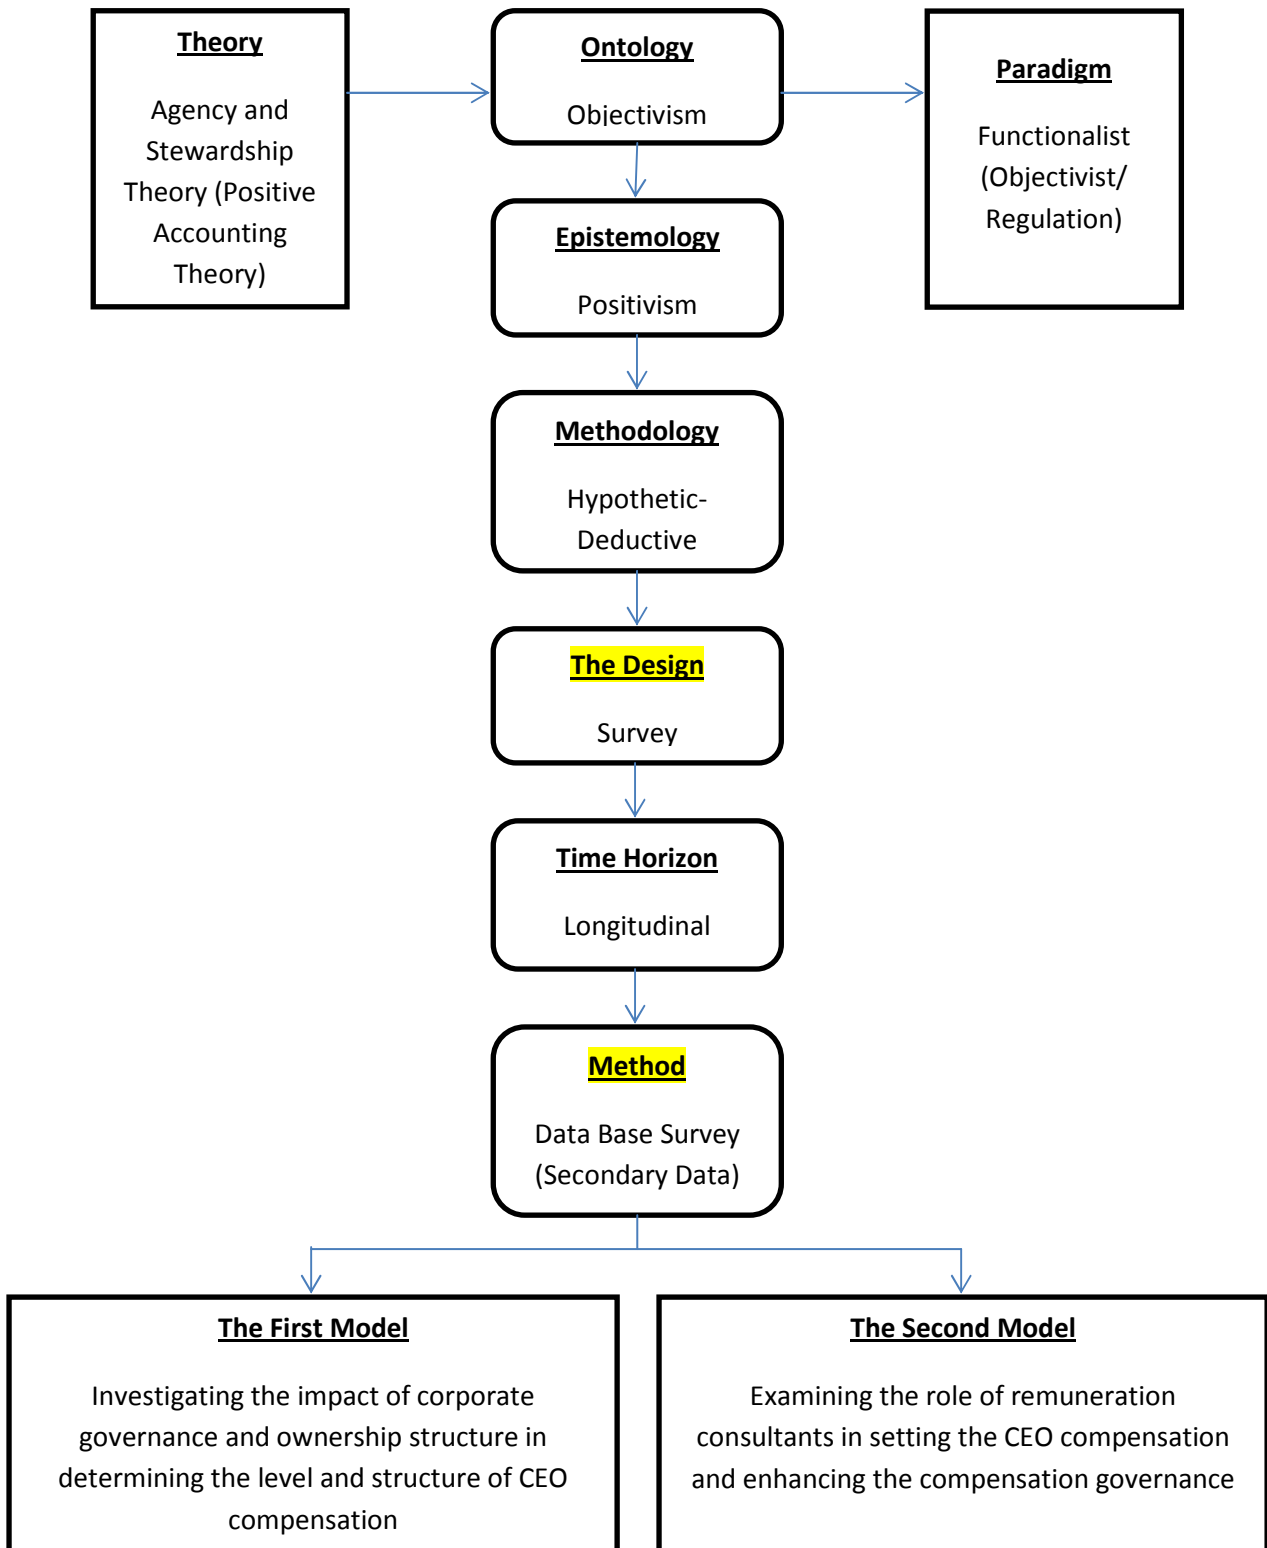 Theory
Agency and
Stewardship
Theory (Positive
Accounting
Theory)
Ontology
Objectivism
Paradigm
Functionalist
(Objectivist/
Regulation)
Epistemology
Positivism
Methodology
Hypothetic-
Deductive
The Design
Survey
Time Horizon
Longitudinal
Method
Data Base Survey
(Secondary Data)
The First Model
Investigating the impact of corporate
governance and ownership structure in
determining the level and structure of CEO
compensation
The Second Model
Examining the role of remuneration
consultants in setting the CEO compensation
and enhancing the compensation governance